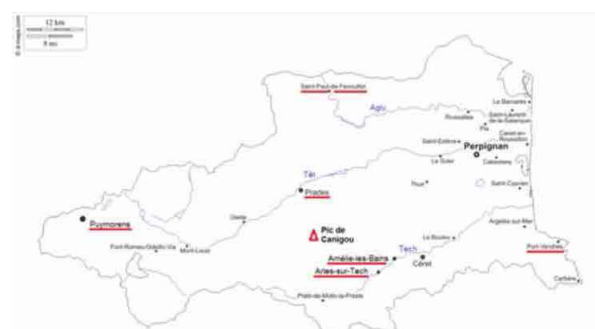 © d-maps.com
12 km
8 mi
Saint-Paul-de-Fenouillet
Agly
Le Barcarès
Rivesaltes
Saint-Laurent-
de-la-Salanque
Pia
Canet-en-
Roussillon
Saint-Estève
Perpignan
Le Soler
Cabestany
Têt
Prades
Thuir
Saint-Cyprien
Puymorens
Olette
Pic de
Canigou
Argelès-sur-Mer
Font-Romeu-Odeillo-Via
Mont-Louis
Le Boulou
Tech
Port-Vendres
Amélie-les-Bains
Céret
Arles-sur-Tech
Cerbère
Prats-de-Mollo-la-Preste